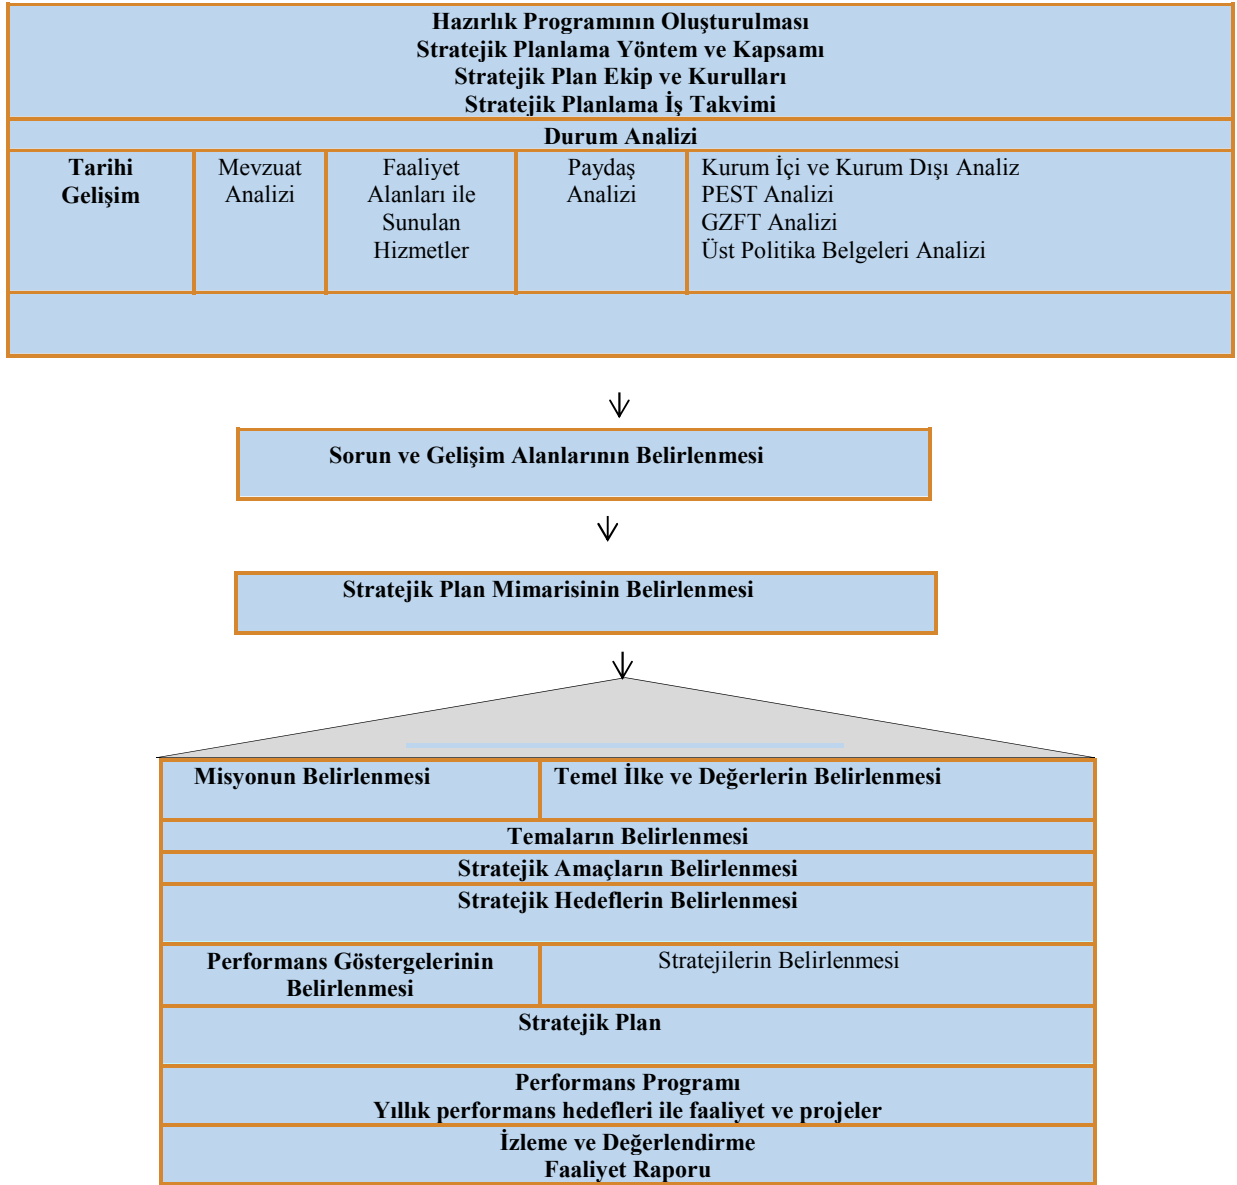 Hazırlık Programının Oluşturulması
Stratejik Planlama Yöntem ve Kapsamı
Stratejik Plan Ekip ve Kurulları
Stratejik Planlama İş Takvimi
Durum Analizi
Tarihi
Gelişim
Mevzuat
Analizi
Faaliyet
Alanları ile
Sunulan
Hizmetler
Paydaş
Analizi
Kurum İçi ve Kurum Dışı Analiz
PEST Analizi
GZFT Analizi
Üst Politika Belgeleri Analizi
Sorun ve Gelişim Alanlarının Belirlenmesi
Stratejik Plan Mimarisinin Belirlenmesi
Misyonun Belirlenmesi
Temel İlke ve Değerlerin Belirlenmesi
Temaların Belirlenmesi
Stratejik Amaçların Belirlenmesi
Stratejik Hedeflerin Belirlenmesi
Performans Göstergelerinin
Belirlenmesi
Stratejilerin Belirlenmesi
Stratejik Plan
Performans Programı
Yıllık performans hedefleri ile faaliyet ve projeler
İzleme ve Değerlendirme
Faaliyet Raporu